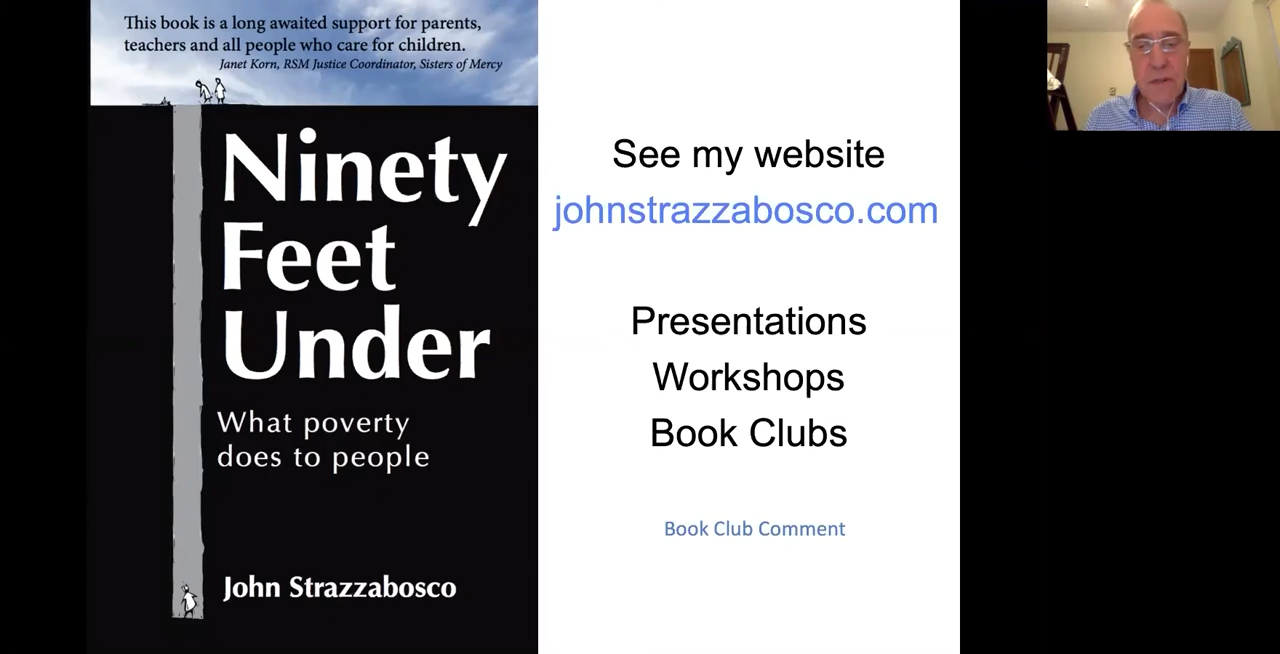 This book is a long awaited support for parents,
teachers and all people who care for children.
Janet Korn, RSM Justice Coordinator, Sisters of Mercy
Ninety
Feet
Under
What poverty
does to people
John Strazzabosco
See my website
johnstrazzabosco.com
Presentations
Workshops
Book Clubs
Book Club Comment